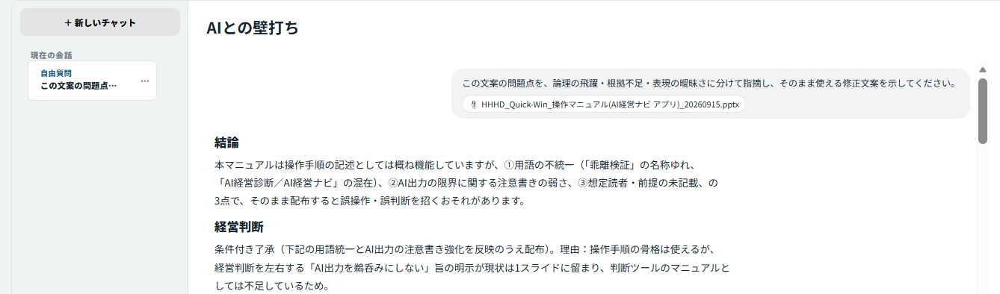 ＋ 新しいチャット
現在の会話
自由質問
この文案の問題点…
…
AIとの壁打ち
この文案の問題点を、論理の飛躍・根拠不足・表現の曖昧さに分けて指摘し、そのまま使える修正文案を示してください。
HHHD_Quick-Win_操作マニュアル(AI経営ナビ アプリ)_20260915.pptx
結論
本マニュアルは操作手順の記述としては概ね機能していますが、①用語の不統一（「乖離検証」の名称ゆれ、
「AI経営診断／AI経営ナビ」の混在）、②AI出力の限界に関する注意書きの弱さ、③想定読者・前提の未記載、の
3点で、そのまま配布すると誤操作・誤判断を招くおそれがあります。
経営判断
条件付き了承（下記の用語統一とAI出力の注意書き強化を反映のうえ配布）。理由：操作手順の骨格は使えるが、
経営判断を左右する「AI出力を鵜呑みにしない」旨の明示が現状は1スライドに留まり、判断ツールのマニュアルと
しては不足しているため。